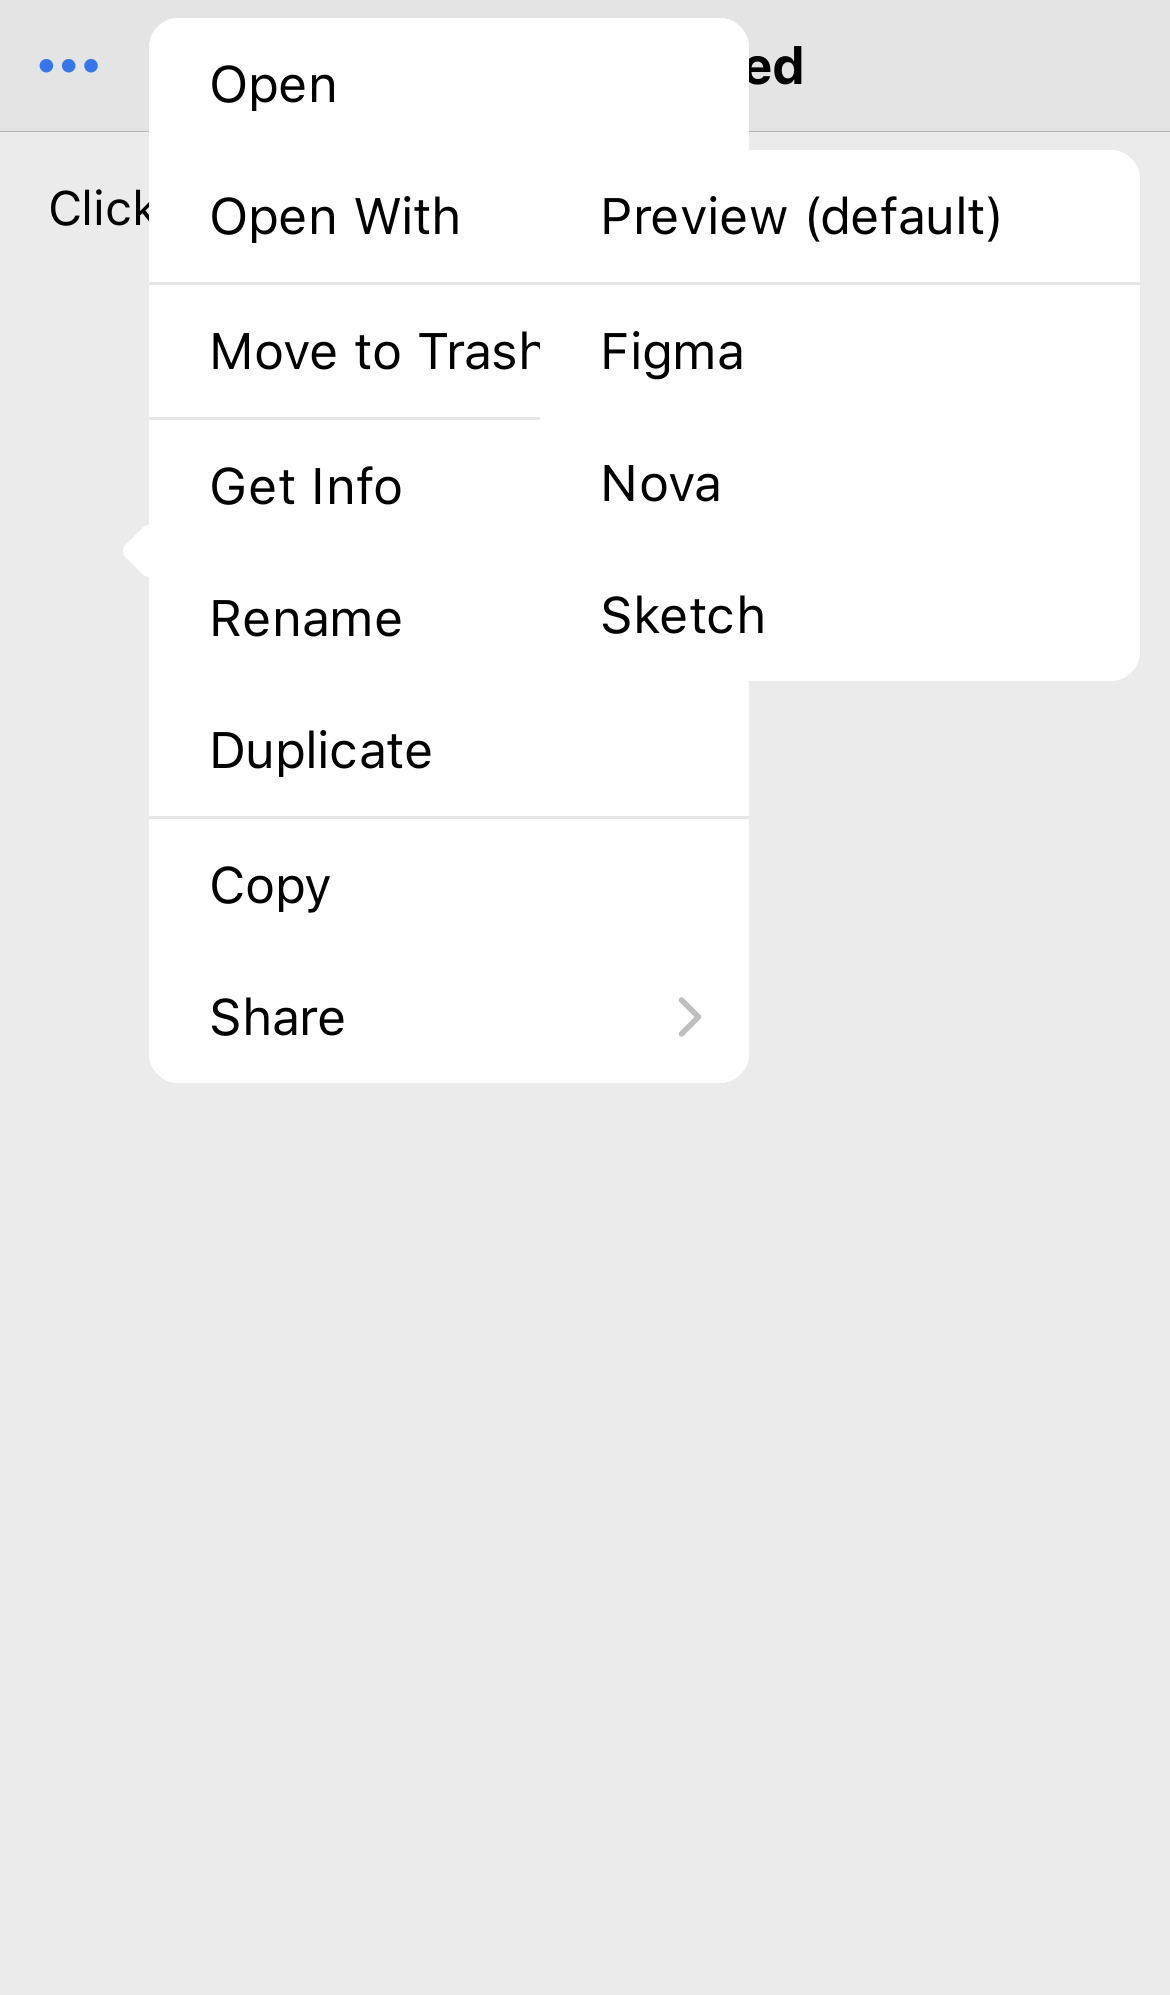 ed
Click
Open
Open With
Move to Trash
Get Info
Rename
Duplicate
Copy
Share
Preview (default)
Figma
Nova
Sketch